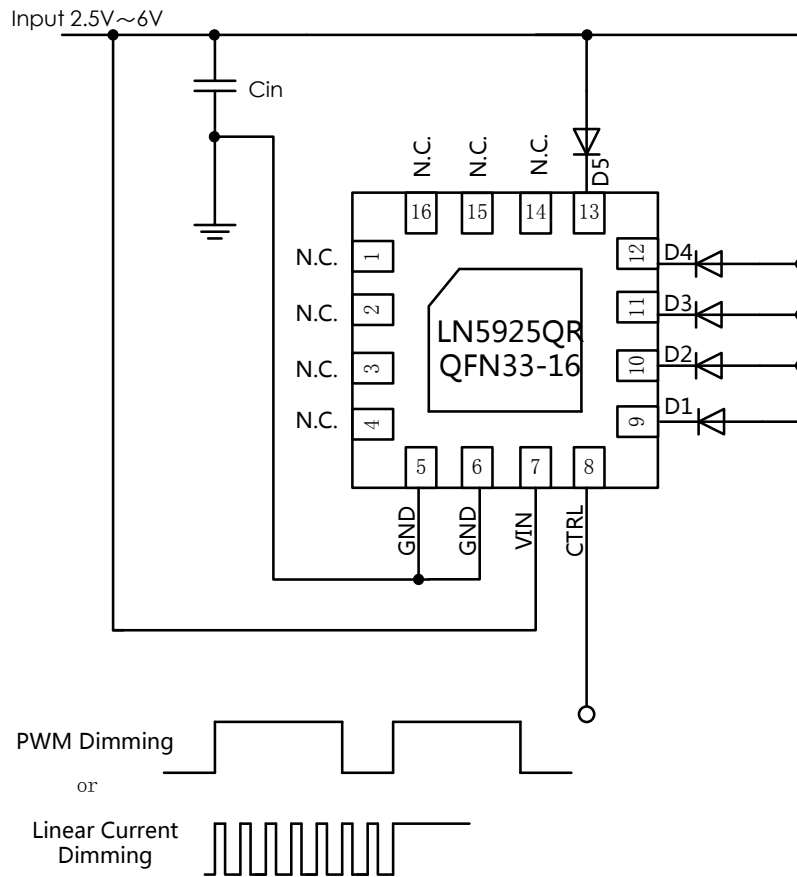 Input 2.5V～6V
Cin
N.C.
N.C.
N.C.
D5
16
15
14
13
N.C.
1
12
D4
N.C.
2
11
D3
LN5925QR
QFN33-16
N.C.
3
10
D2
N.C.
4
9
D1
5
6
7
8
GND
GND
VIN
CTRL
PWM Dimming
or
Linear Current
Dimming